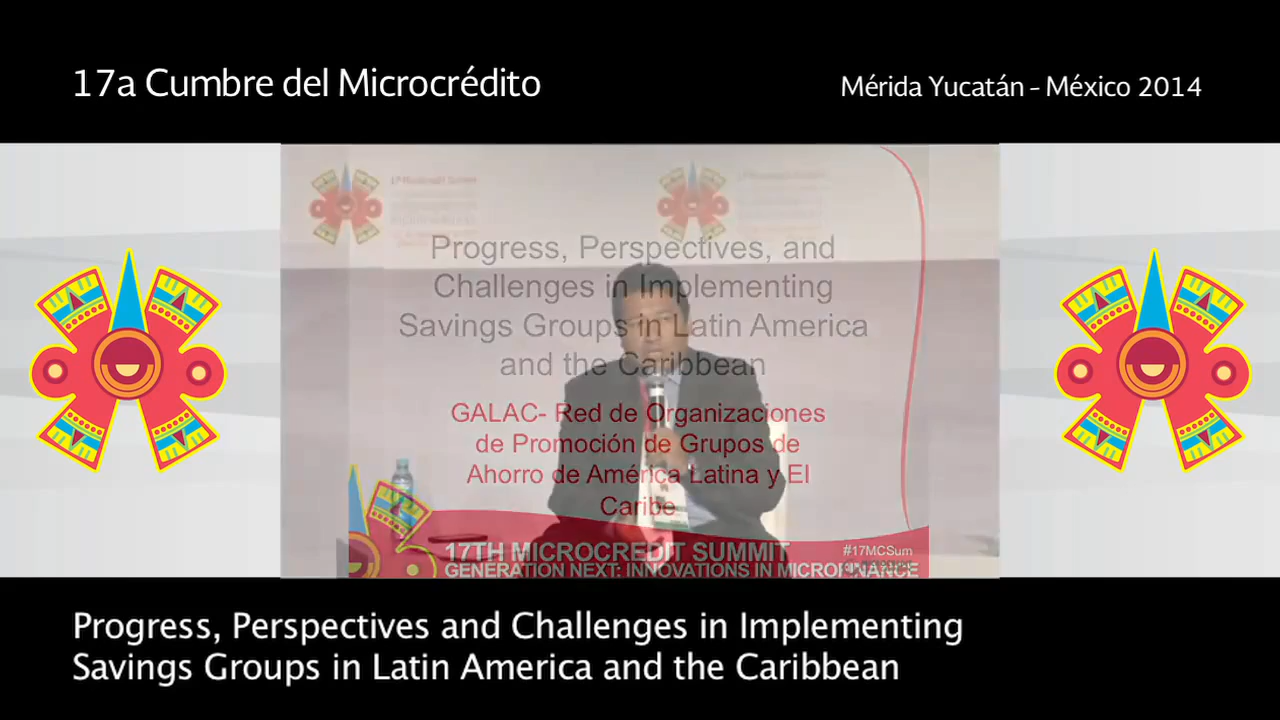 17a Cumbre del Microcrédito
Mérida Yucatán - México 2014
Progress, Perspectives, and
Challenges in Implementing
Savings Groups in Latin America
and the Caribbean
GALAC- Red de Organizaciones
de Promoción de Grupos de
Ahorro de América Latina y El
Caribe
17TH MICROCREDIT SUMMIT
#17MCSum
GENERATION NEXT: INNOVATIONS IN MICROFINANCE
Progress, Perspectives and Challenges in Implementing
Savings Groups in Latin America and the Caribbean